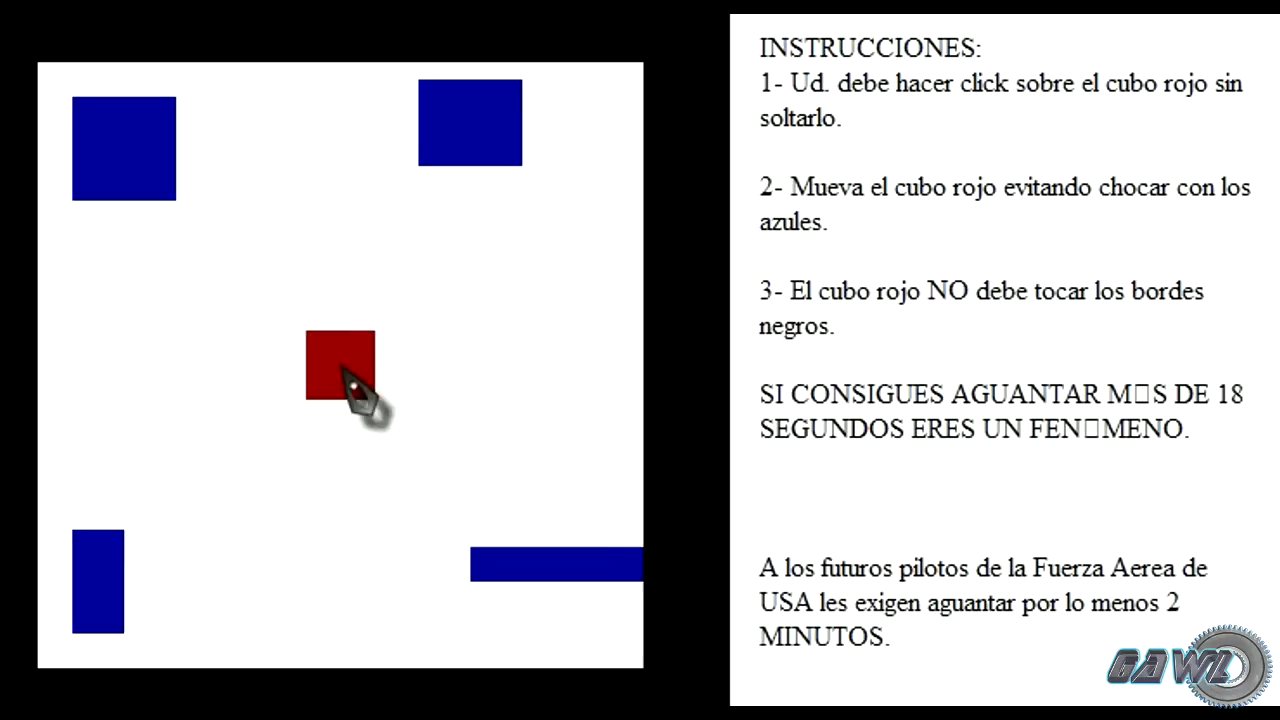 INSTRUCCIONES:
1- Ud. debe hacer click sobre el cubo rojo sin
soltarlo.
2- Mueva el cubo rojo evitando chocar con los
azules.
3- El cubo rojo NO debe tocar los bordes
negros.
SI CONSIGUES AGUANTAR M□S DE 18
SEGUNDOS ERES UN FEN□MENO.
A los futuros pilotos de la Fuerza Aerea de
USA les exigen aguantar por lo menos 2
MINUTOS.
GAWL